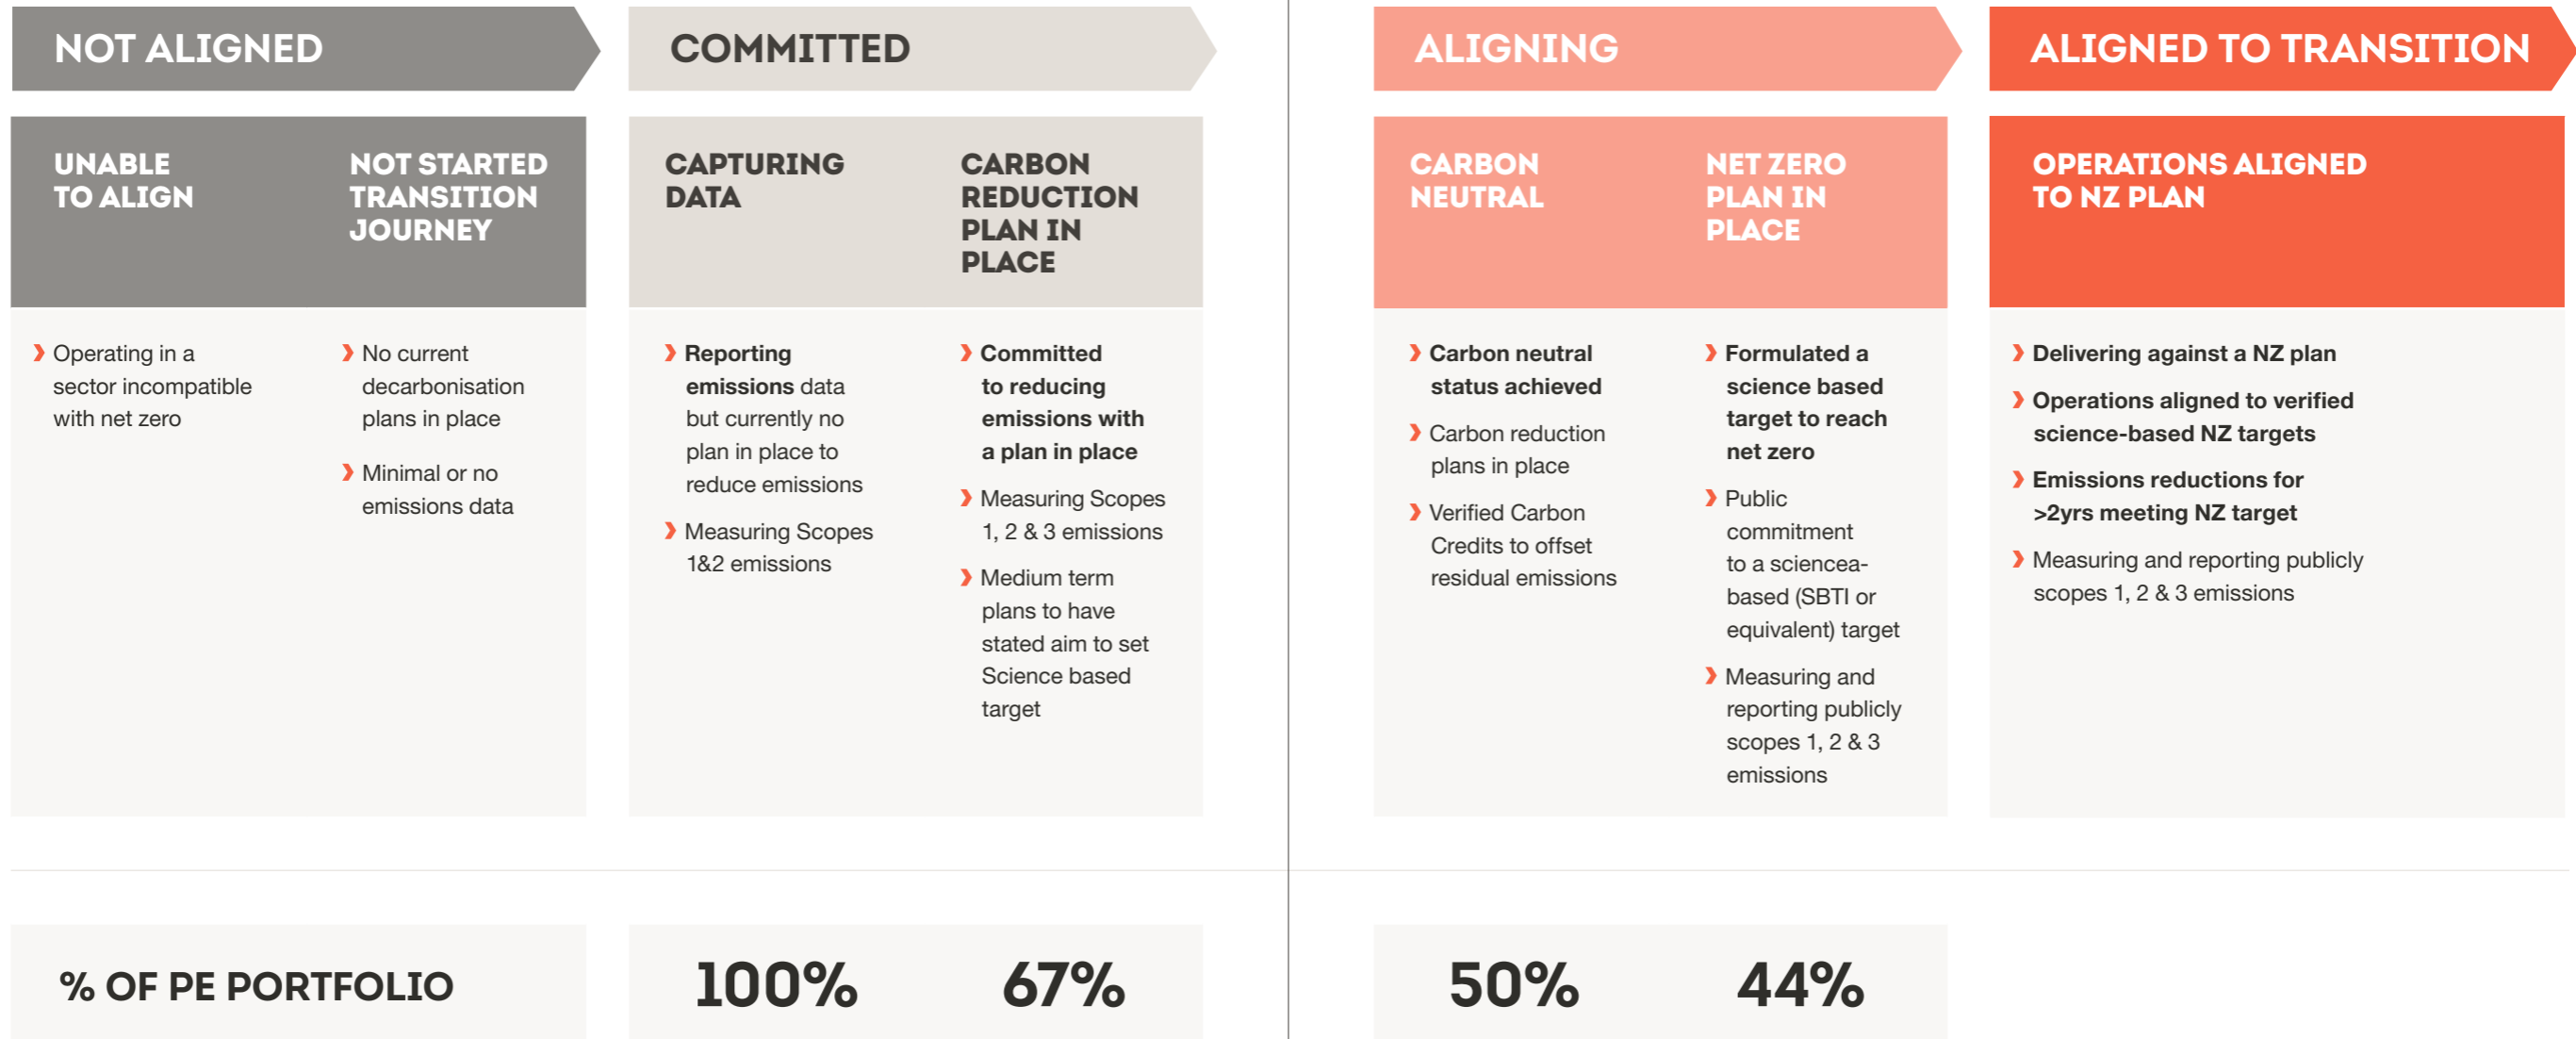 NOT ALIGNED
COMMITTED
ALIGNING
ALIGNED TO TRANSITION
UNABLE
TO ALIGN
NOT STARTED
TRANSITION
JOURNEY
CAPTURING
DATA
CARBON
REDUCTION
PLAN IN
PLACE
CARBON
NEUTRAL
NET ZERO
PLAN IN
PLACE
OPERATIONS ALIGNED
TO NZ PLAN
Operating in a
sector incompatible
with net zero
No current
decarbonisation
plans in place
Minimal or no
emissions data
Reporting
emissions data
but currently no
plan in place to
reduce emissions
Measuring Scopes
1&2 emissions
Committed
to reducing
emissions with
a plan in place
Measuring Scopes
1, 2 & 3 emissions
Medium term
plans to have
stated aim to set
Science based
target
Carbon neutral
status achieved
Carbon reduction
plans in place
Verified Carbon
Credits to offset
residual emissions
Formulated a
science based
target to reach
net zero
Public
commitment
to a sciencea-
based (SBTI or
equivalent) target
Measuring and
reporting publicly
scopes 1, 2 & 3
emissions
Delivering against a NZ plan
Operations aligned to verified
science-based NZ targets
Emissions reductions for
>2yrs meeting NZ target
Measuring and reporting publicly
scopes 1, 2 & 3 emissions
% OF PE PORTFOLIO
100%
67%
50%
44%